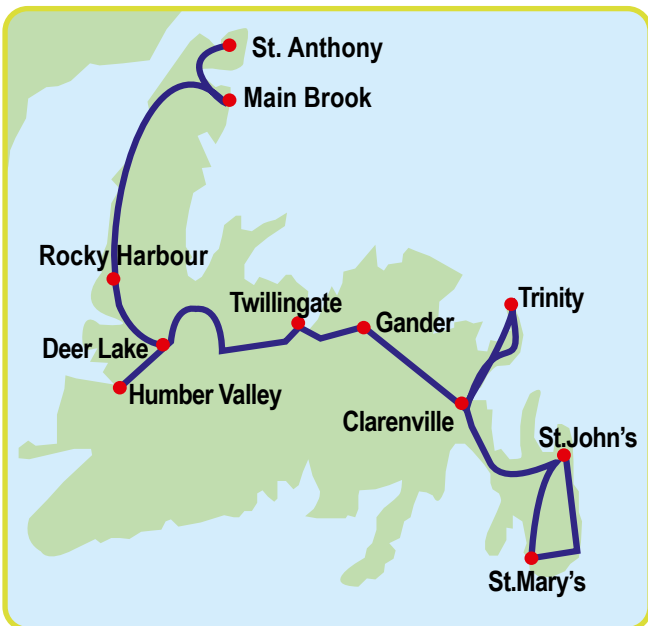 St. Anthony
Main Brook
Rocky Harbour
Twillingate
Trinity
Gander
Deer Lake
Humber Valley
Clarenville
St.John's
St.Mary's